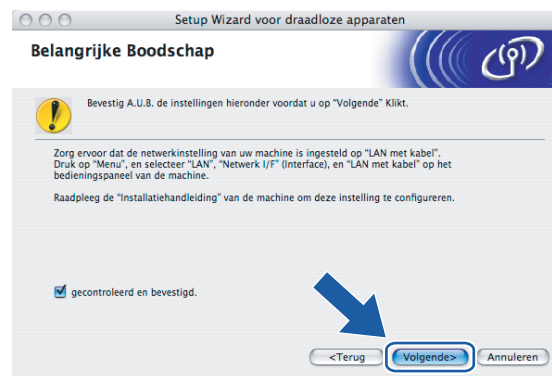 Setup Wizard voor draadloze apparaten
Belangrijke Boodschap
Bevestig A.U.B. de instellingen hieronder voordat u op "Volgende" Klikt.
Zorg ervoor dat de netwerkinstelling van uw machine is ingesteld op "LAN met kabel".
Druk op "Menu", en selecteer "LAN", "Netwerk I/F" (Interface), en "LAN met kabel" op het
bedieningspaneel van de machine.
Raadpleeg de "Installatiehandleiding" van de machine om deze instelling te configureren.
gecontroleerd en bevestigd.
<Terug Volgende> Annuleren